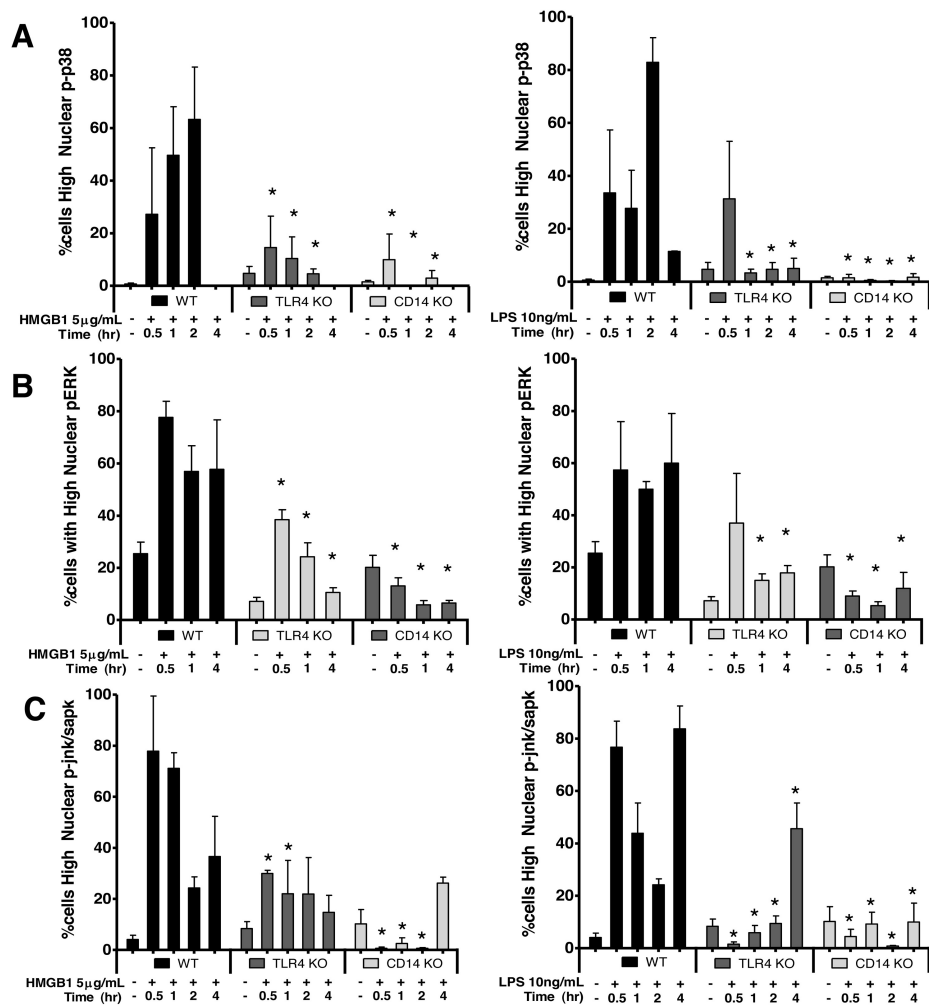 A
%cells High Nuclear p-p38
100
80
60
40
20
0
* * *
* * *
WT TLR4 KO CD14 KO
HMGB1 5μg/mL - + + + + - + + + + - + + + +
Time (hr) - 0.5 1 2 4 - 0.5 1 2 4 - 0.5 1 2 4
%cells High Nuclear p-p38
100
80
60
40
20
0
* * *
* * * *
WT TLR4 KO CD14 KO
LPS 10ng/mL - + + + + - + + + + - + + + +
Time (hr) - 0.5 1 2 4 - 0.5 1 2 4 - 0.5 1 2 4
B
%cells with High Nuclear pERK
100
80
60
40
20
0
* * *
* * *
WT TLR4 KO CD14 KO
HMGB1 5μg/mL - + + + - + + + - + + +
Time (hr) - 0.5 1 4 - 0.5 1 4 - 0.5 1 4
%cells with High Nuclear pERK
100
80
60
40
20
0
* *
* * *
WT TLR4 KO CD14 KO
LPS 10ng/mL - + + + - + + + - + + +
Time (hr) - 0.5 1 4 - 0.5 1 4 - 0.5 1 4
C
%cells High Nuclear p-jnk/sapk
100
80
60
40
20
0
* *
* * *
WT TLR4 KO CD14 KO
HMGB1 5μg/mL - + + + + - + + + + - + + + +
Time (hr) - 0.5 1 2 4 - 0.5 1 2 4 - 0.5 1 2 4
%cells High Nuclear p-jnk/sapk
100
80
60
40
20
0
* * * *
* * * *
WT TLR4 KO CD14 KO
LPS 10ng/mL - + + + + - + + + + - + + + +
Time (hr) - 0.5 1 2 4 - 0.5 1 2 4 - 0.5 1 2 4